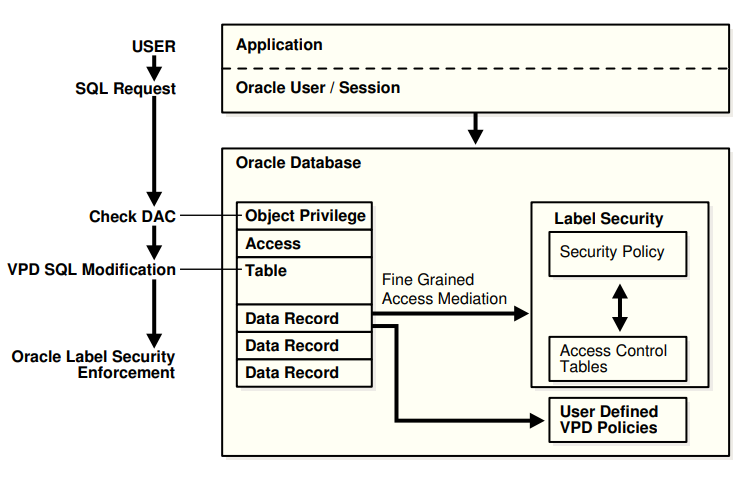 USER
SQL Request
Check DAC
VPD SQL Modification
Oracle Label Security
Enforcement
Application
Oracle User / Session
Oracle Database
Object Privilege
Access
Table
Data Record
Data Record
Data Record
Fine Grained
Access Mediation
Label Security
Security Policy
Access Control
Tables
User Defined
VPD Policies